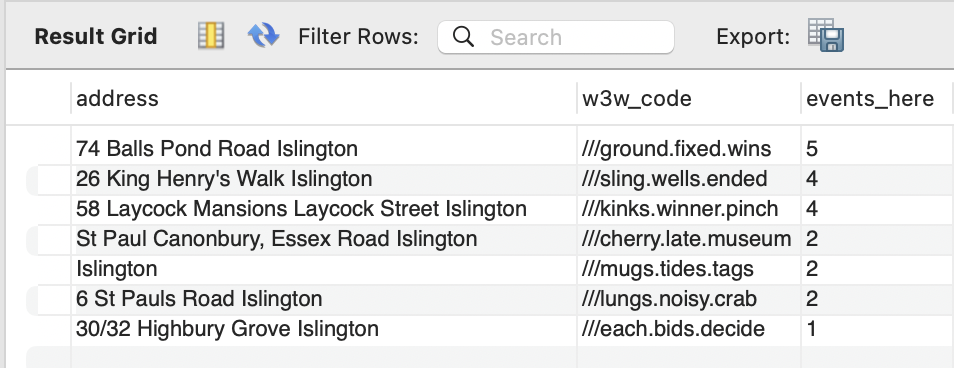 Result Grid Filter Rows: Search Export:
address w3w_code events_here
74 Balls Pond Road Islington ///ground.fixed.wins 5
26 King Henry's Walk Islington ///sling.wells.ended 4
58 Laycock Mansions Laycock Street Islington ///kinks.winner.pinch 4
St Paul Canonbury, Essex Road Islington ///cherry.late.museum 2
Islington ///mugs.tides.tags 2
6 St Pauls Road Islington ///lungs.noisy.crab 2
30/32 Highbury Grove Islington ///each.bids.decide 1